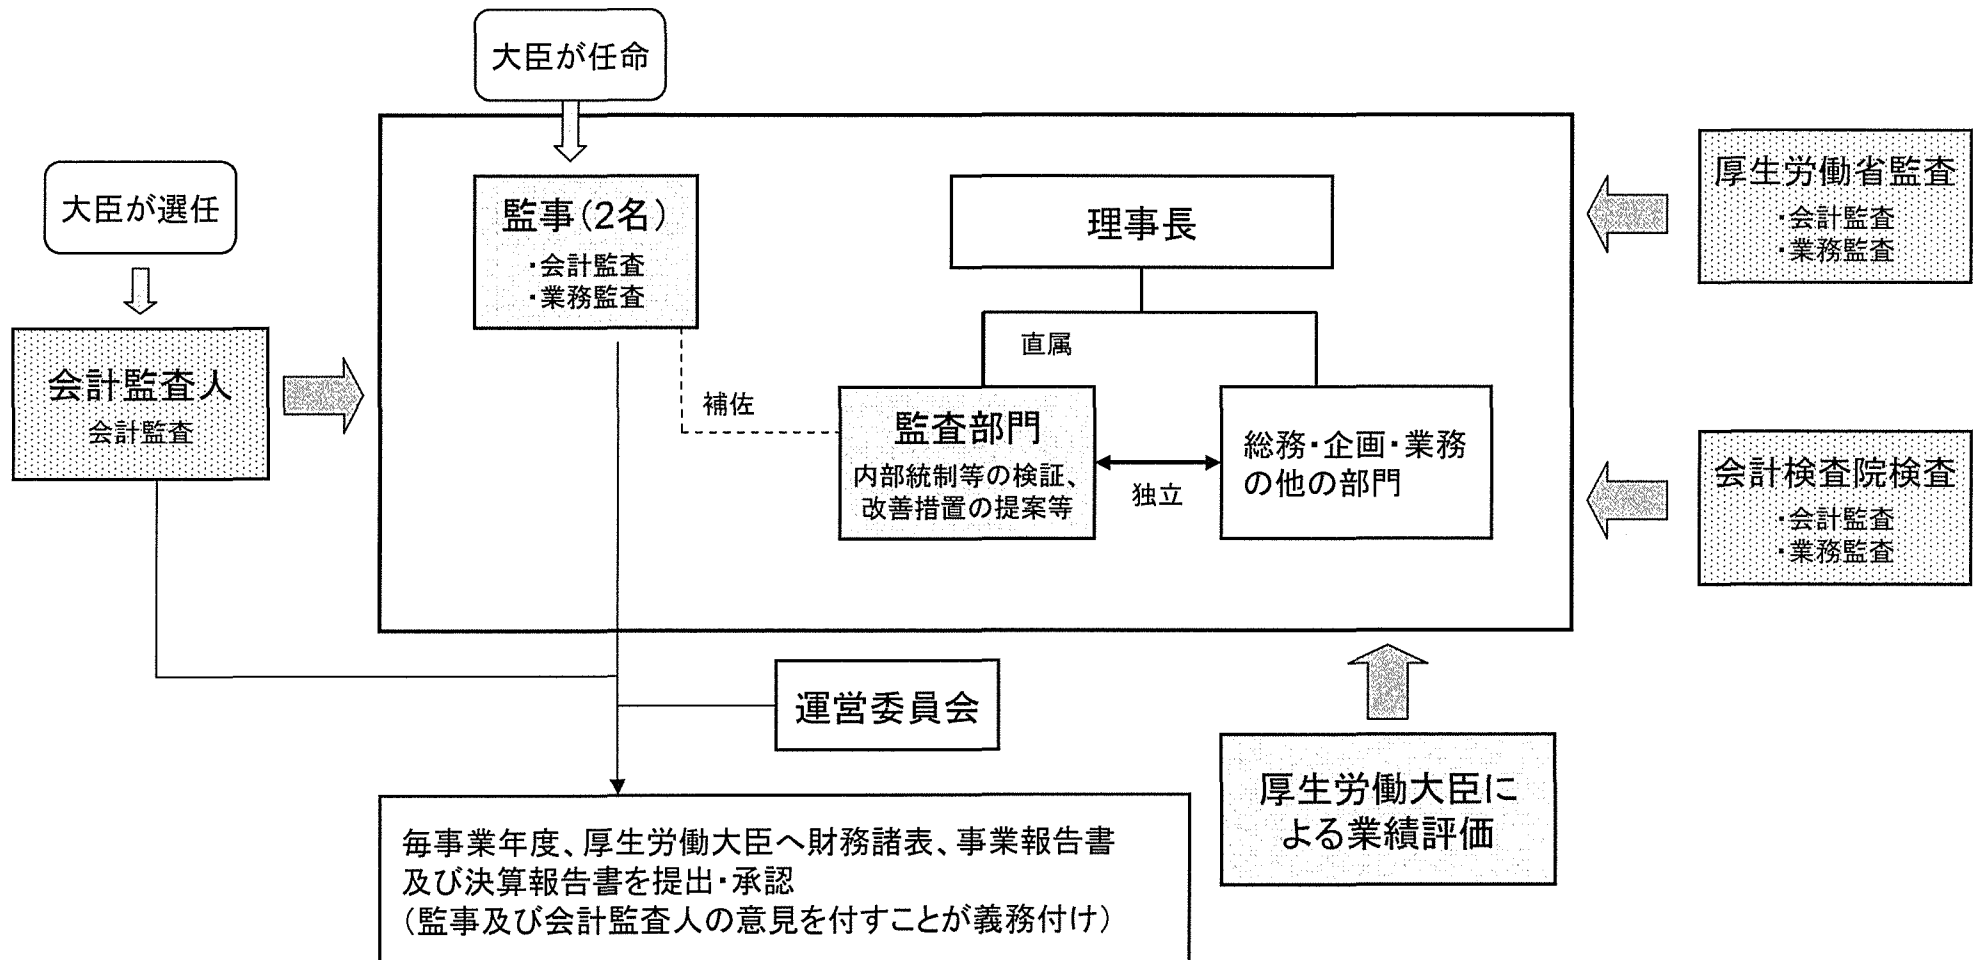 大臣が任命
大臣が選任
監事(2名)
・会計監査
・業務監査
理事長
厚生労働省監査
・会計監査
・業務監査
直属
会計監査人
会計監査
補佐
監査部門
内部統制等の検証、
改善措置の提案等
独立
総務・企画・業務
の他の部門
会計検査院検査
・会計監査
・業務監査
運営委員会
厚生労働大臣に
よる業績評価
毎事業年度、厚生労働大臣へ財務諸表、事業報告書
及び決算報告書を提出・承認
(監事及び会計監査人の意見を付すことが義務付け)